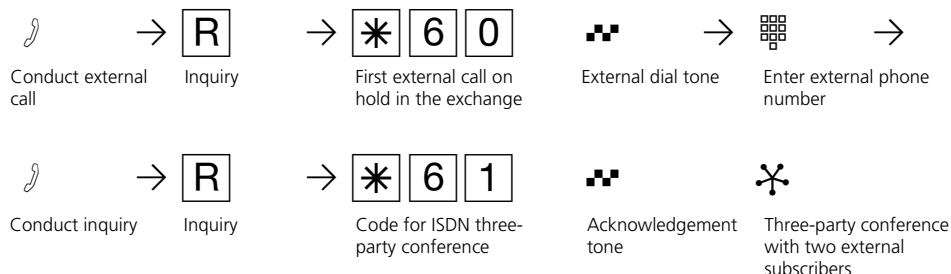 R * 6 0
Conduct external Inquiry First external call on External dial tone Enter external phone
call hold in the exchange number
R * 6 1
Conduct inquiry Inquiry Code for ISDN three- Acknowledgement Three-party conference
party conference tone with two external
subscribers